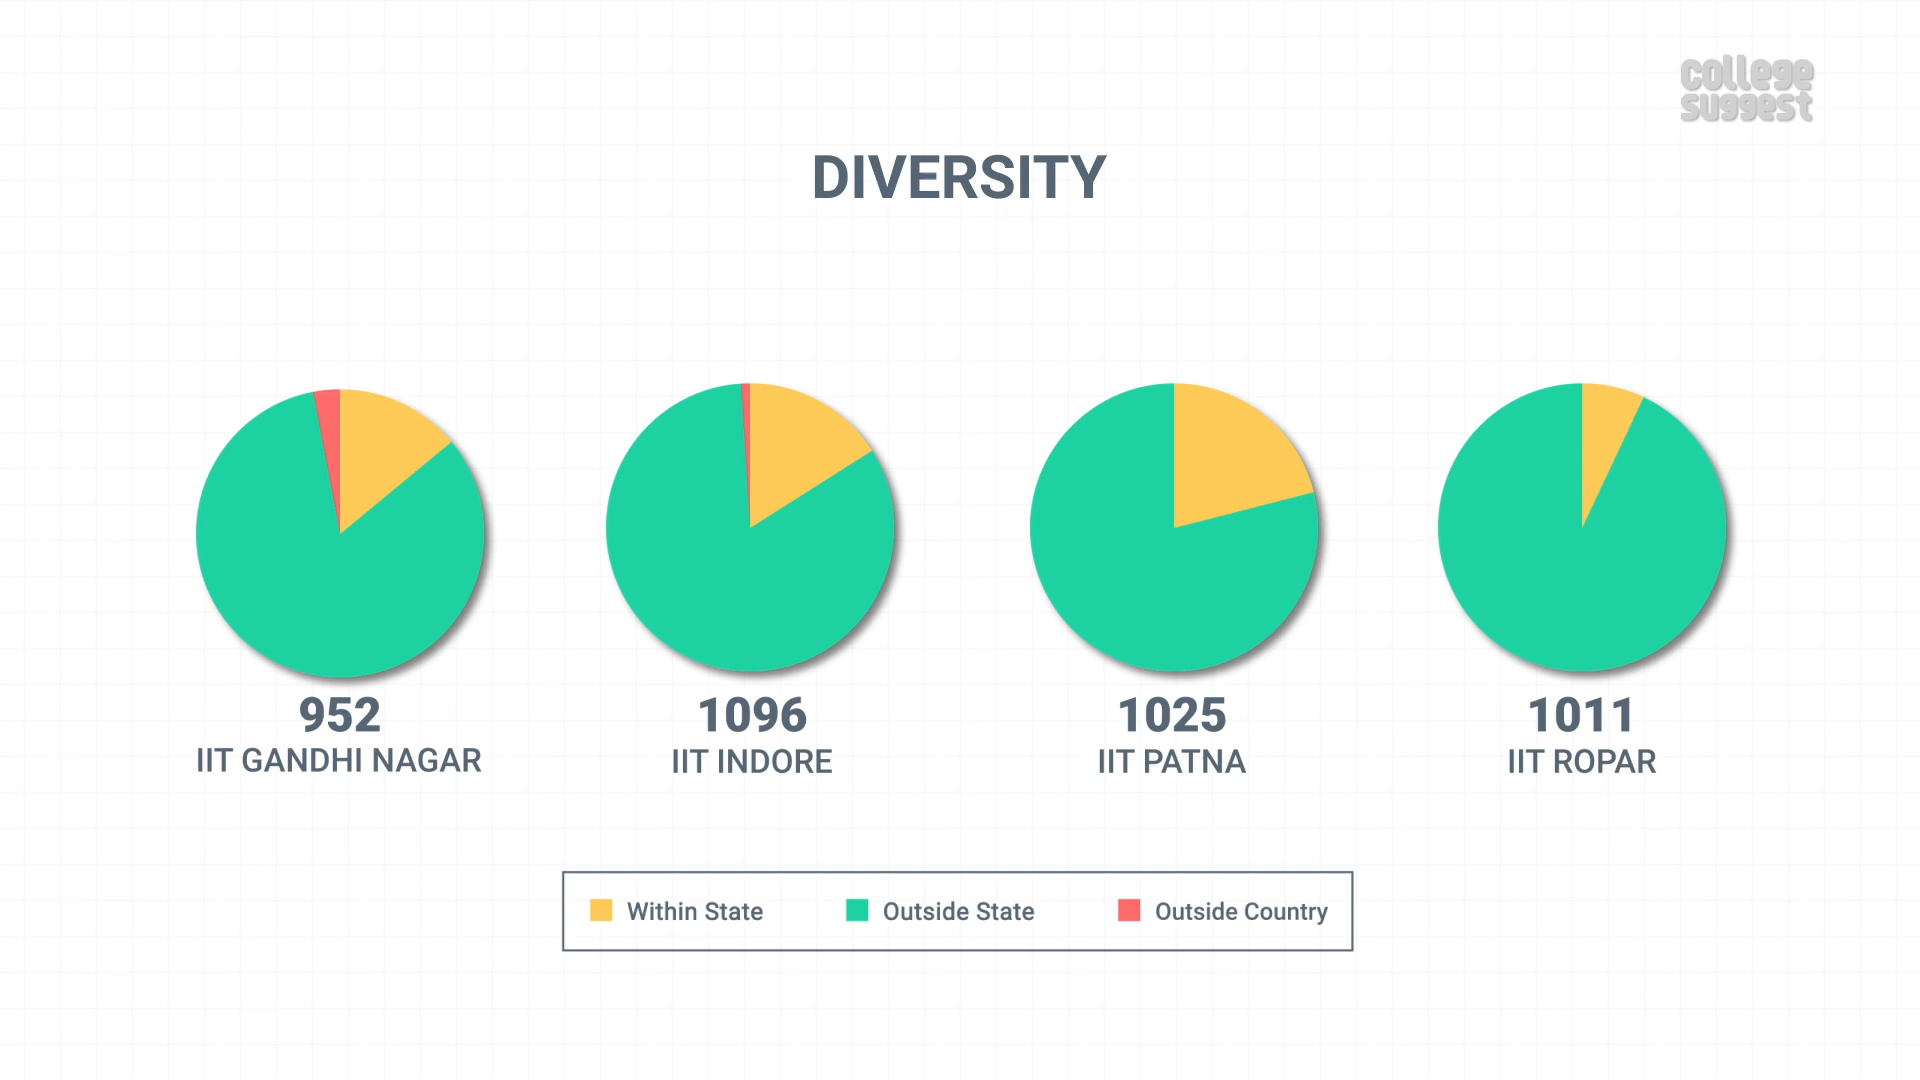 college
suggest
DIVERSITY
952
IIT GANDHI NAGAR
1096
IIT INDORE
1025
IIT PATNA
1011
IIT ROPAR
Within State
Outside State
Outside Country